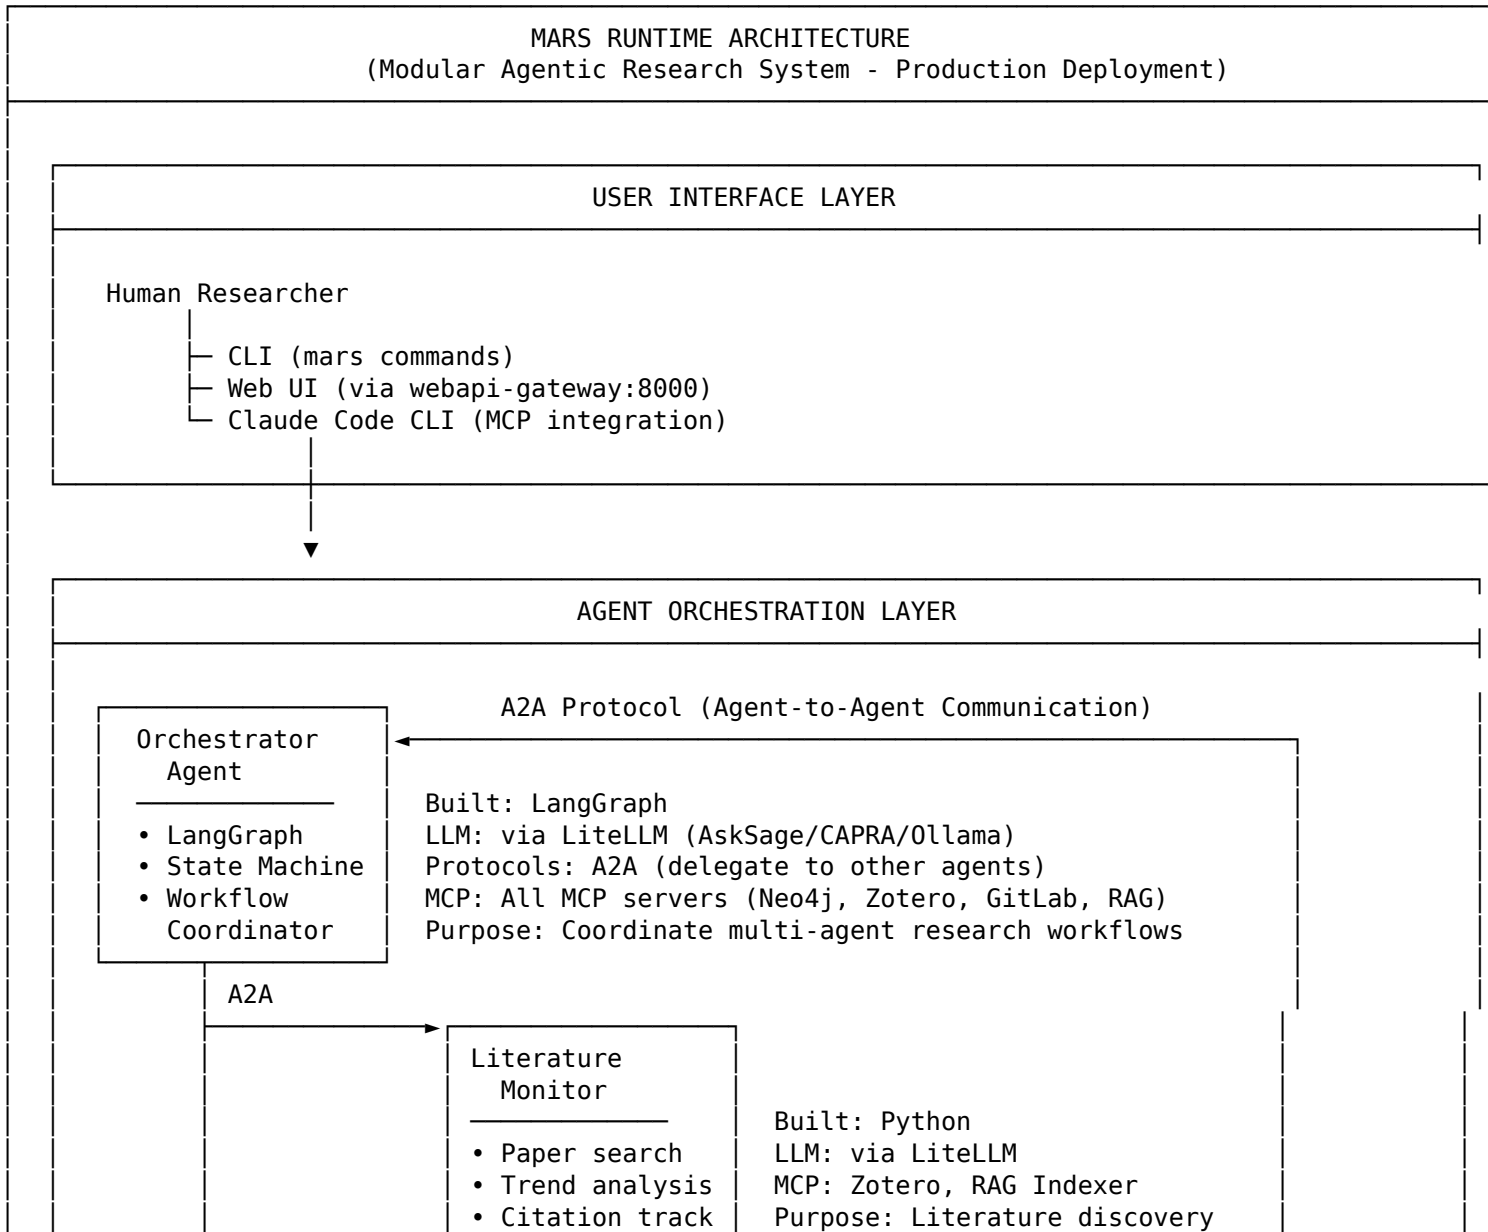 MARS RUNTIME ARCHITECTURE
(Modular Agentic Research System - Production Deployment)
USER INTERFACE LAYER
Human Researcher
CLI (mars commands)
Web UI (via webapi-gateway:8000)
Claude Code CLI (MCP integration)
AGENT ORCHESTRATION LAYER
A2A Protocol (Agent-to-Agent Communication)
Orchestrator
Agent
• LangGraph
• State Machine
• Workflow
Coordinator
Built: LangGraph
LLM: via LiteLLM (AskSage/CAPRA/Ollama)
Protocols: A2A (delegate to other agents)
MCP: All MCP servers (Neo4j, Zotero, GitLab, RAG)
Purpose: Coordinate multi-agent research workflows
A2A
Literature
Monitor
• Paper search
• Trend analysis
• Citation track
Built: Python
LLM: via LiteLLM
MCP: Zotero, RAG Indexer
Purpose: Literature discovery